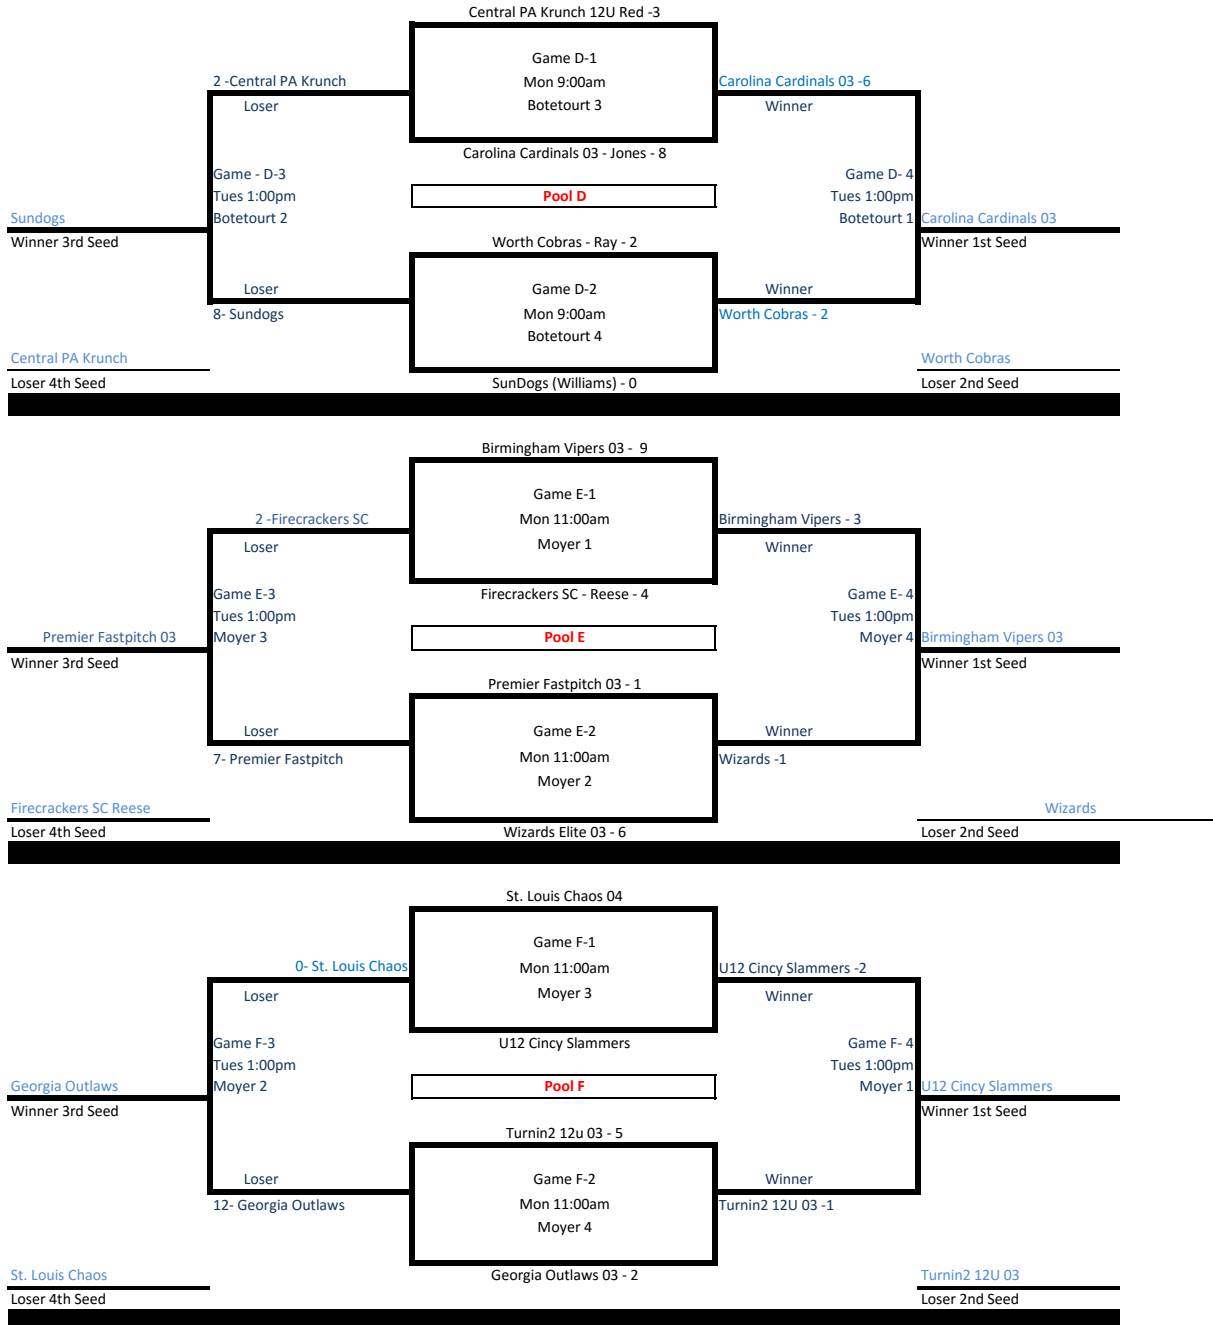 Central PA Krunch 12U Red -3
Game D-1
2 -Central PA Krunch
Mon 9:00am
Carolina Cardinals 03 -6
Loser
Botetourt 3
Winner
Carolina Cardinals 03 - Jones - 8
Game - D-3
Game D- 4
Tues 1:00pm
Pool D
Tues 1:00pm
Sundogs
Botetourt 2
Botetourt 1
Carolina Cardinals 03
Winner 3rd Seed
Worth Cobras - Ray - 2
Winner 1st Seed
Loser
Game D-2
Winner
8- Sundogs
Mon 9:00am
Worth Cobras - 2
Botetourt 4
Central PA Krunch
Worth Cobras
Loser 4th Seed
SunDogs (Williams) - 0
Loser 2nd Seed
Birmingham Vipers 03 - 9
Game E-1
2 -Firecrackers SC
Mon 11:00am
Birmingham Vipers - 3
Loser
Moyer 1
Winner
Game E-3
Firecrackers SC - Reese - 4
Game E- 4
Tues 1:00pm
Tues 1:00pm
Premier Fastpitch 03
Moyer 3
Pool E
Moyer 4
Birmingham Vipers 03
Winner 3rd Seed
Winner 1st Seed
Premier Fastpitch 03 - 1
Loser
Game E-2
Winner
7- Premier Fastpitch
Mon 11:00am
Wizards -1
Moyer 2
Firecrackers SC Reese
Wizards
Loser 4th Seed
Wizards Elite 03 - 6
Loser 2nd Seed
St. Louis Chaos 04
Game F-1
0- St. Louis Chaos
Mon 11:00am
U12 Cincy Slammers -2
Loser
Moyer 3
Winner
Game F-3
U12 Cincy Slammers
Game F- 4
Tues 1:00pm
Tues 1:00pm
Georgia Outlaws
Moyer 2
Pool F
Moyer 1
U12 Cincy Slammers
Winner 3rd Seed
Winner 1st Seed
Turnin2 12u 03 - 5
Loser
Game F-2
Winner
12- Georgia Outlaws
Mon 11:00am
Turnin2 12U 03 -1
Moyer 4
St. Louis Chaos
Georgia Outlaws 03 - 2
Turnin2 12U 03
Loser 4th Seed
Loser 2nd Seed